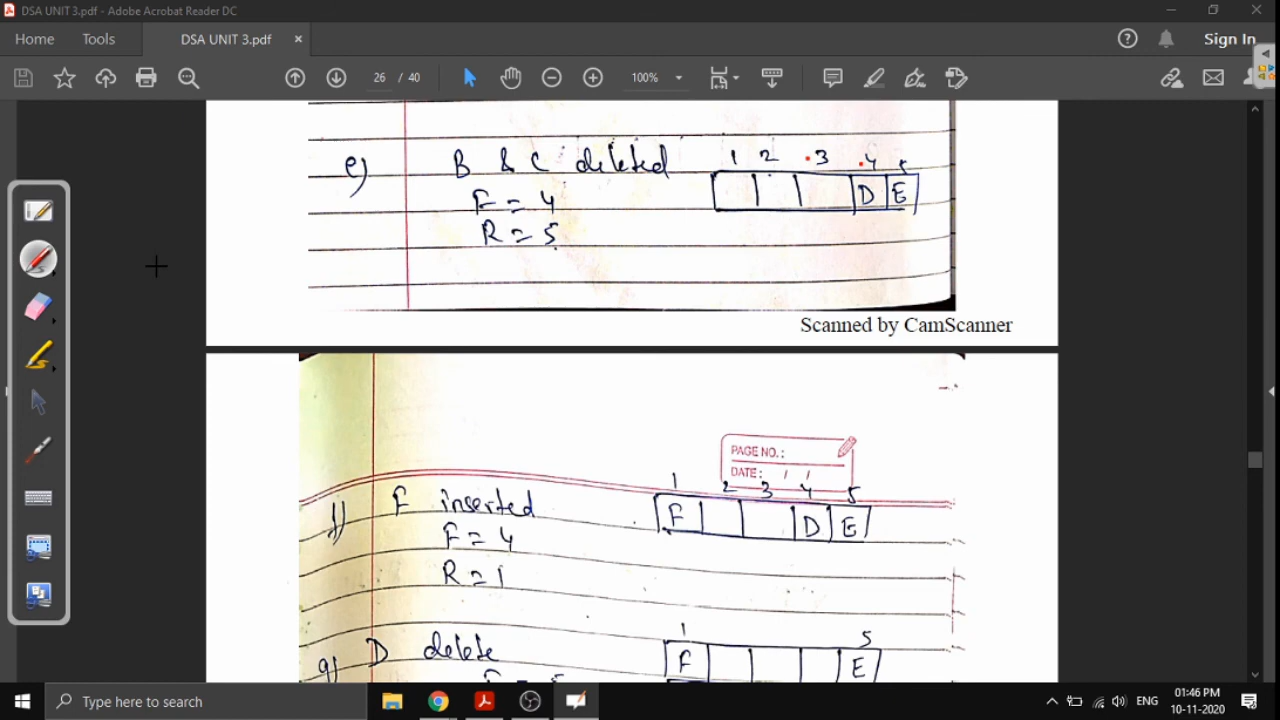 DSA UNIT 3.pdf - Adobe Acrobat Reader DC
Home Tools DSA UNIT 3.pdf × Sign In
26 / 40 100%
e) B & C deleted 1 2 3 4 5
F = 4 D E
R = 5
Scanned by CamScanner
PAGE NO.:
DATE: / /
1 2 3 4 5
f) F inserted F D E
F = 4
R = 1
1 5
g) D delete F E
F = 5
Type here to search
ENG 01:46 PM
10-11-2020